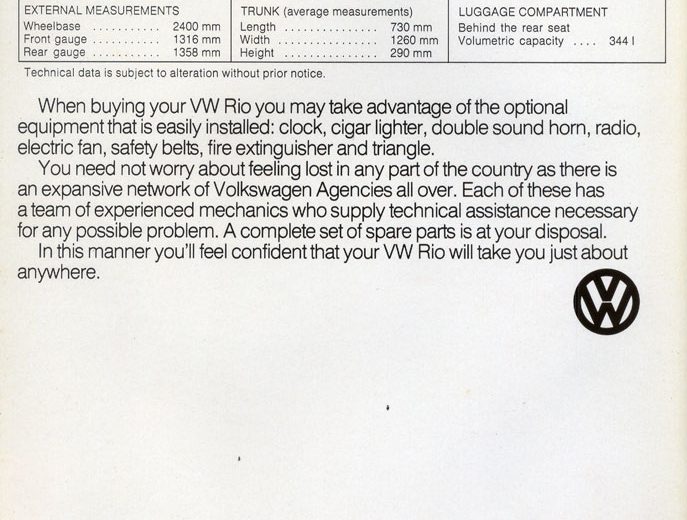 EXTERNAL MEASUREMENTS
Wheelbase ........... 2400 mm
Front gauge ........... 1316 mm
Rear gauge ........... 1358 mm
TRUNK (average measurements)
Length ............... 730 mm
Width ............... 1260 mm
Height ............... 290 mm
LUGGAGE COMPARTMENT
Behind the rear seat
Volumetric capacity .... 344 l
Technical data is subject to alteration without prior notice.
When buying your VW Rio you may take advantage of the optional
equipment that is easily installed: clock, cigar lighter, double sound horn, radio,
electric fan, safety belts, fire extinguisher and triangle.
You need not worry about feeling lost in any part of the country as there is
an expansive network of Volkswagen Agencies all over. Each of these has
a team of experienced mechanics who supply technical assistance necessary
for any possible problem. A complete set of spare parts is at your disposal.
In this manner you'll feel confident that your VW Rio will take you just about
anywhere.
VW